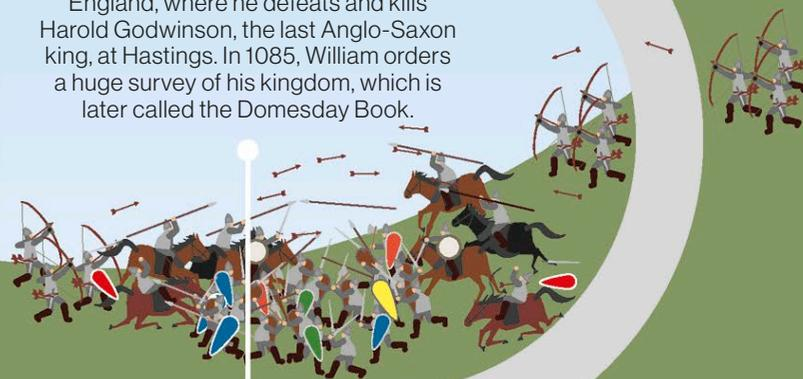 England, where he defeats and kills
Harold Godwinson, the last Anglo-Saxon
king, at Hastings. In 1085, William orders
a huge survey of his kingdom, which is
later called the Domesday Book.